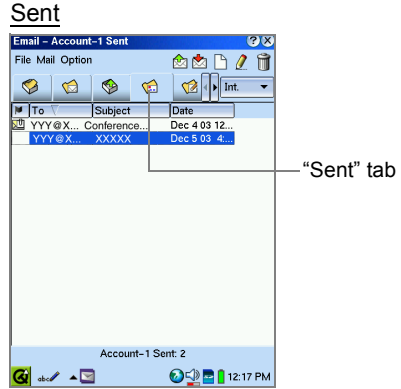 Sent
Email – Account–1 Sent
File Mail Option
Int.
To Subject Date
YYY@X... Conference... Dec 4 03 12...
YYY@X... XXXXX Dec 5 03 4:...
"Sent" tab
Account–1 Sent: 2
abc 12:17 PM